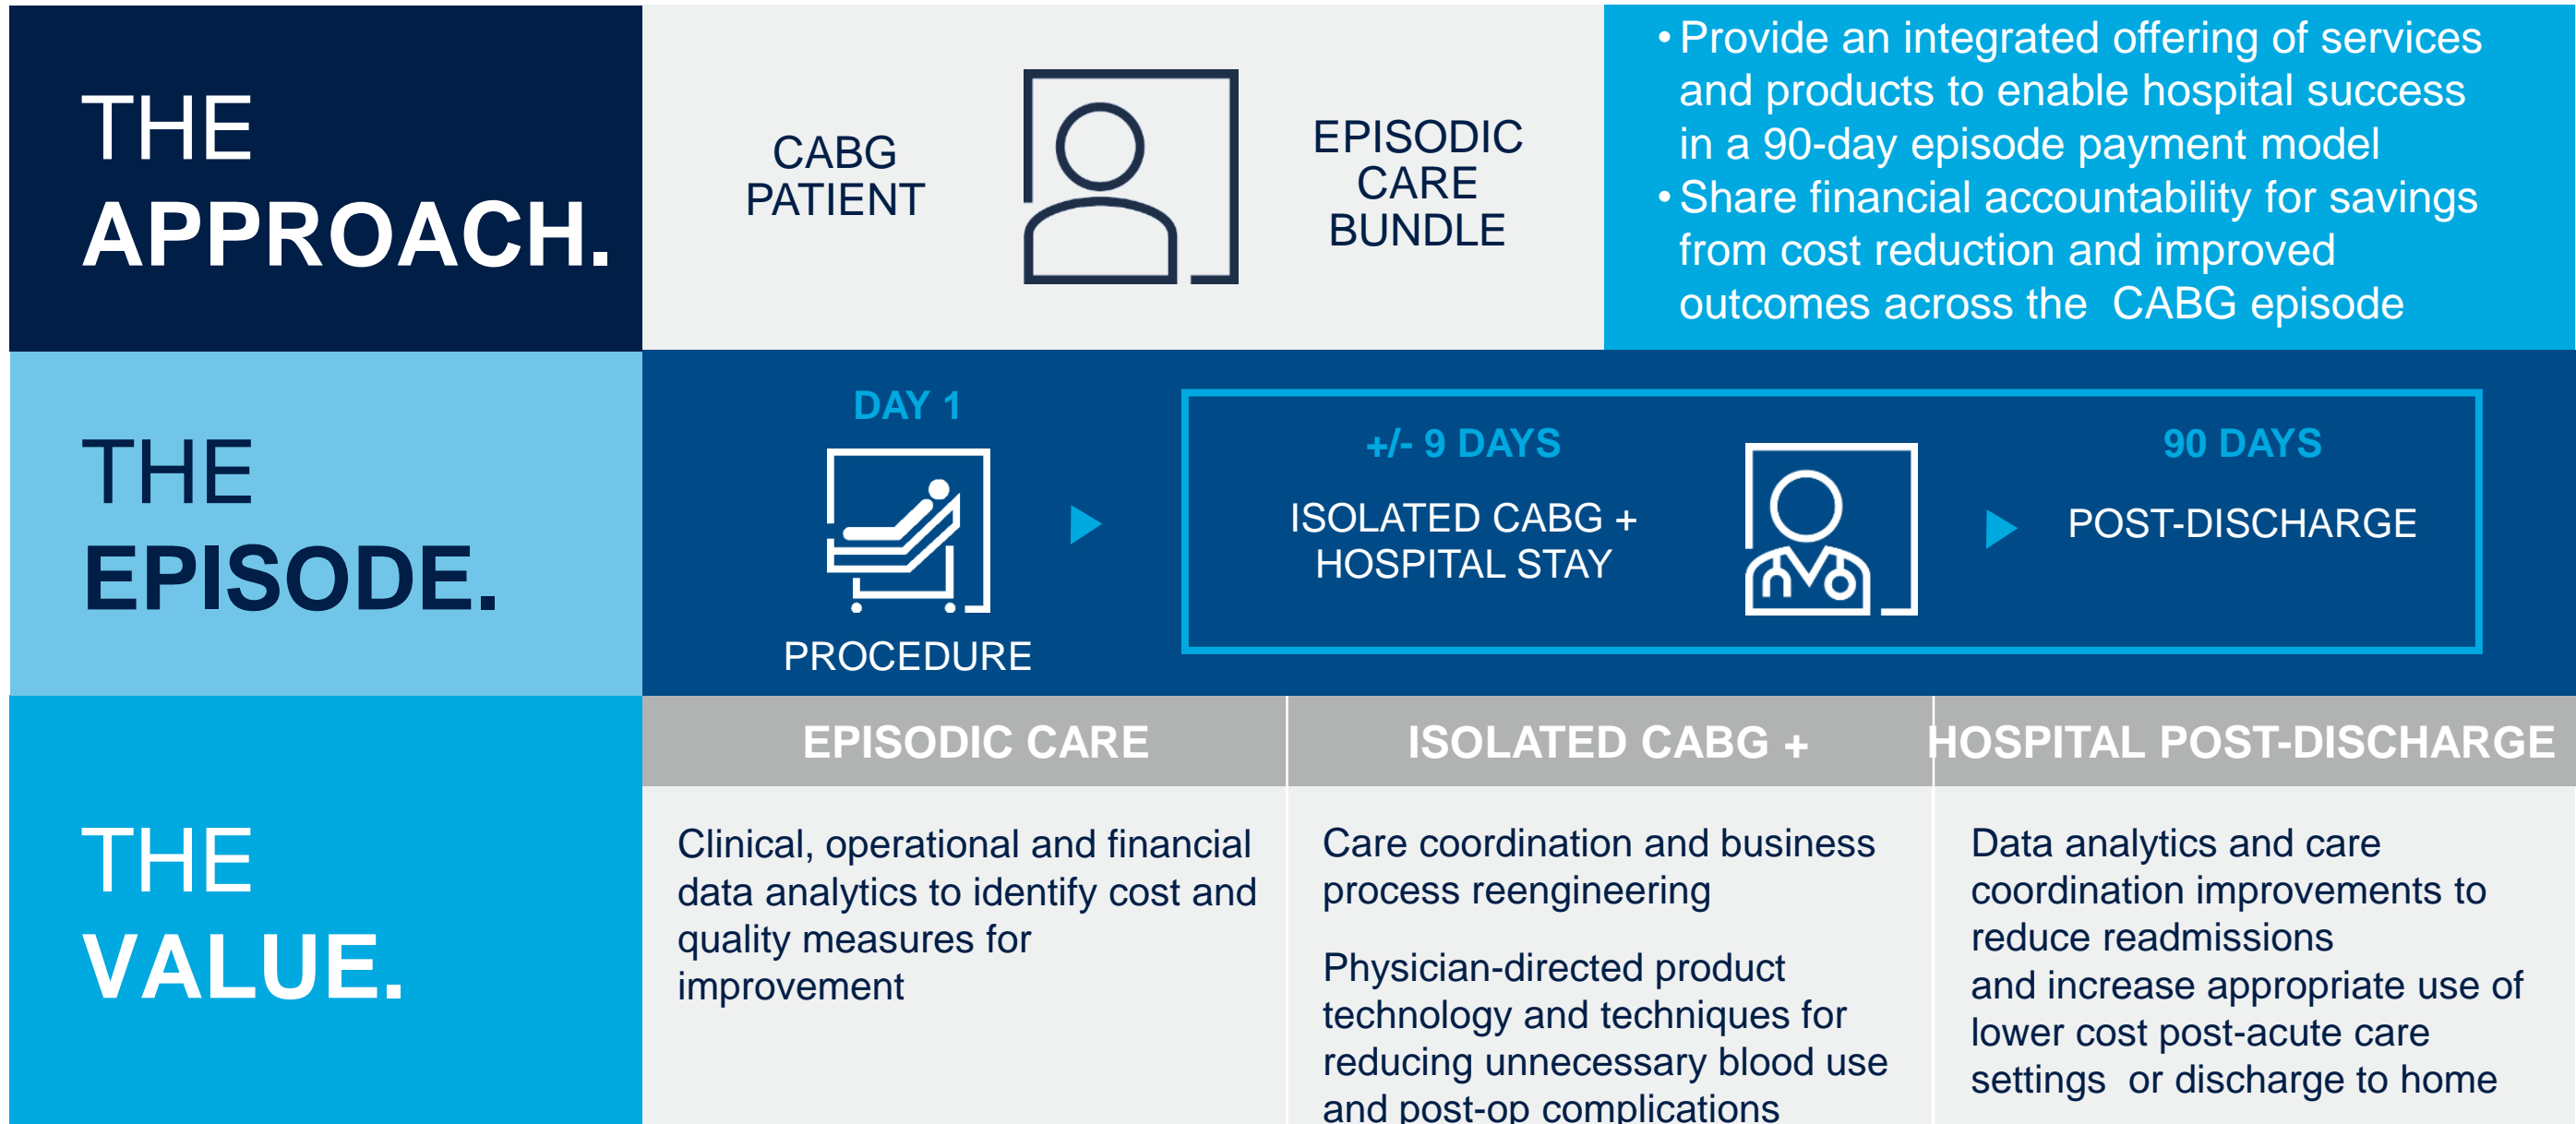 THE
APPROACH.
CABG
PATIENT
EPISODIC
CARE
BUNDLE
• Provide an integrated offering of services
and products to enable hospital success
in a 90-day episode payment model
• Share financial accountability for savings
from cost reduction and improved
outcomes across the  CABG episode
THE
EPISODE.
DAY 1
PROCEDURE
+/- 9 DAYS
ISOLATED CABG +
HOSPITAL STAY
90 DAYS
POST-DISCHARGE
THE
VALUE.
EPISODIC CARE
Clinical, operational and financial
data analytics to identify cost and
quality measures for
improvement
ISOLATED CABG +
Care coordination and business
process reengineering
Physician-directed product
technology and techniques for
reducing unnecessary blood use
and post-op complications
HOSPITAL POST-DISCHARGE
Data analytics and care
coordination improvements to
reduce readmissions
and increase appropriate use of
lower cost post-acute care
settings  or discharge to home